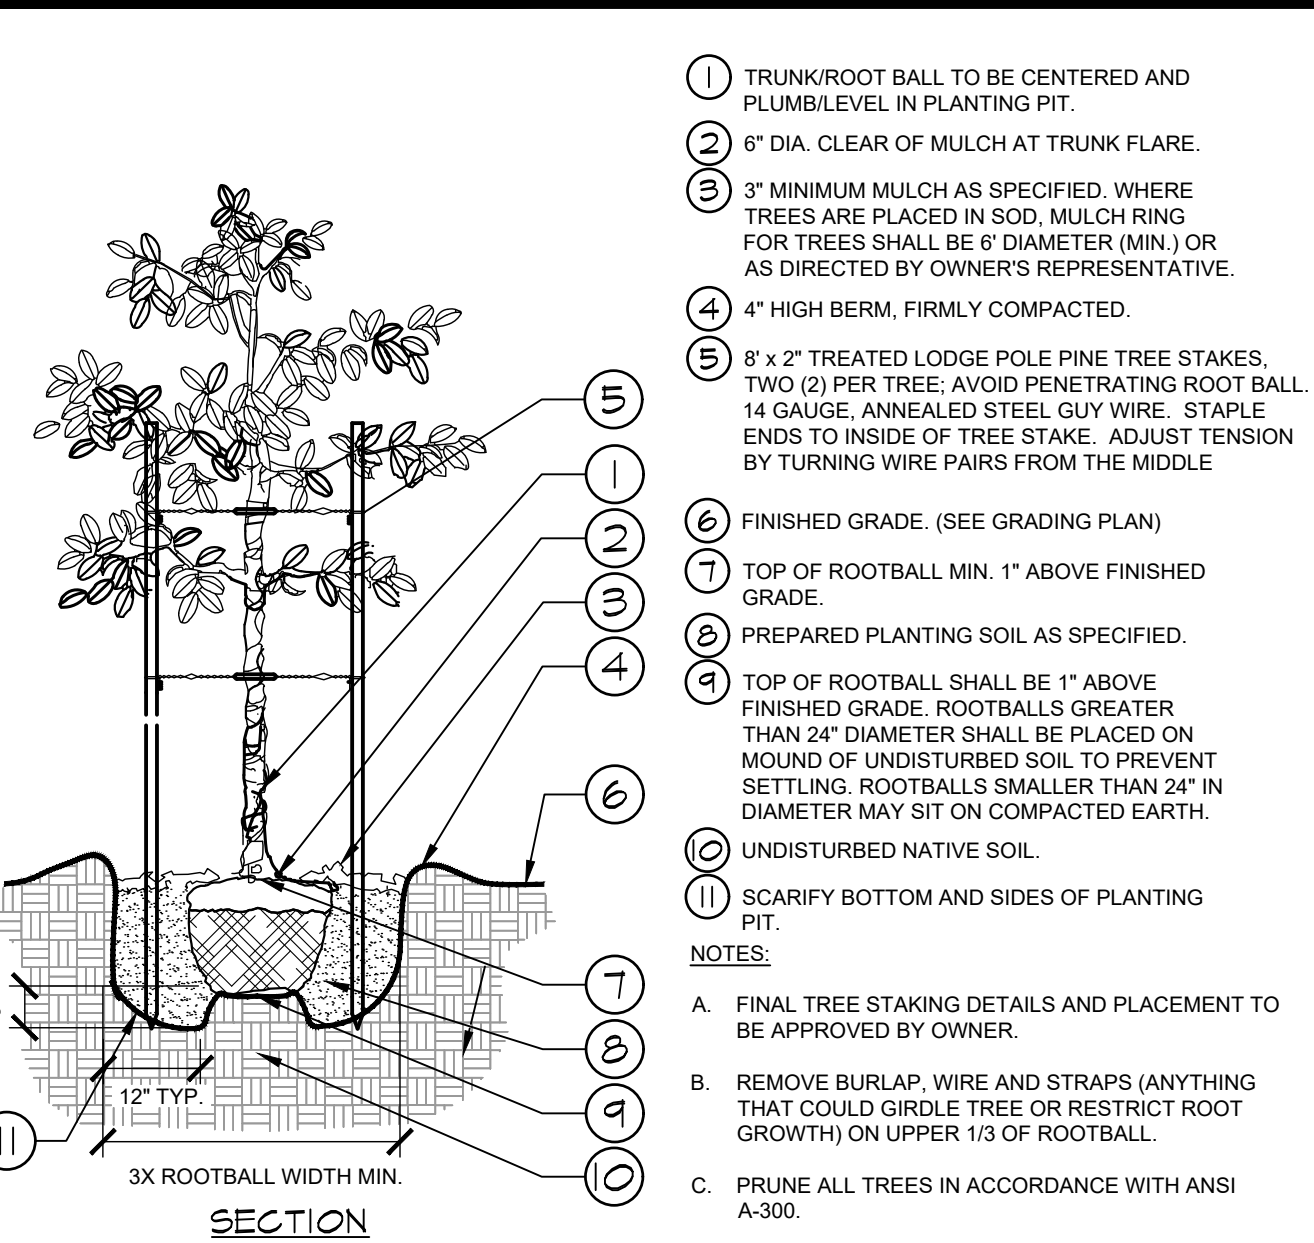 1 TRUNK/ROOT BALL TO BE CENTERED AND
PLUMB/LEVEL IN PLANTING PIT.
2 6" DIA. CLEAR OF MULCH AT TRUNK FLARE.
3 3" MINIMUM MULCH AS SPECIFIED. WHERE
TREES ARE PLACED IN SOD, MULCH RING
FOR TREES SHALL BE 6' DIAMETER (MIN.) OR
AS DIRECTED BY OWNER'S REPRESENTATIVE.
4 4" HIGH BERM, FIRMLY COMPACTED.
5 8' x 2" TREATED LODGE POLE PINE TREE STAKES,
TWO (2) PER TREE; AVOID PENETRATING ROOT BALL.
14 GAUGE, ANNEALED STEEL GUY WIRE. STAPLE
ENDS TO INSIDE OF TREE STAKE. ADJUST TENSION
BY TURNING WIRE PAIRS FROM THE MIDDLE
6 FINISHED GRADE. (SEE GRADING PLAN)
7 TOP OF ROOTBALL MIN. 1" ABOVE FINISHED
GRADE.
8 PREPARED PLANTING SOIL AS SPECIFIED.
9 TOP OF ROOTBALL SHALL BE 1" ABOVE
FINISHED GRADE. ROOTBALLS GREATER
THAN 24" DIAMETER SHALL BE PLACED ON
MOUND OF UNDISTURBED SOIL TO PREVENT
SETTLING. ROOTBALLS SMALLER THAN 24" IN
DIAMETER MAY SIT ON COMPACTED EARTH.
10 UNDISTURBED NATIVE SOIL.
11 SCARIFY BOTTOM AND SIDES OF PLANTING
PIT.
NOTES:
A. FINAL TREE STAKING DETAILS AND PLACEMENT TO
BE APPROVED BY OWNER.
B. REMOVE BURLAP, WIRE AND STRAPS (ANYTHING
THAT COULD GIRDLE TREE OR RESTRICT ROOT
GROWTH) ON UPPER 1/3 OF ROOTBALL.
C. PRUNE ALL TREES IN ACCORDANCE WITH ANSI
A-300.
5
1
2
3
4
6
7
8
9
10
11
12" TYP.
3X ROOTBALL WIDTH MIN.
SECTION